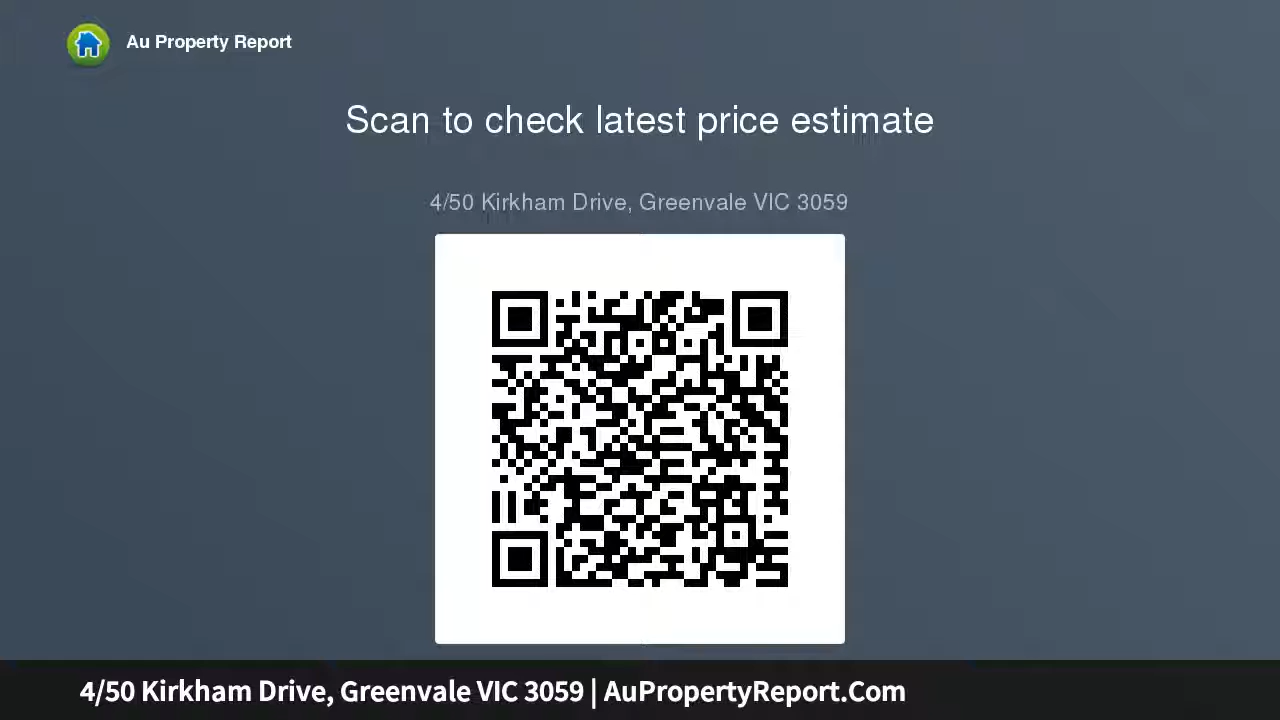 Au Property Report
Scan to check latest price estimate
4/50 Kirkham Drive, Greenvale VIC 3059
4/50 Kirkham Drive, Greenvale VIC 3059 | AuPropertyReport.Com